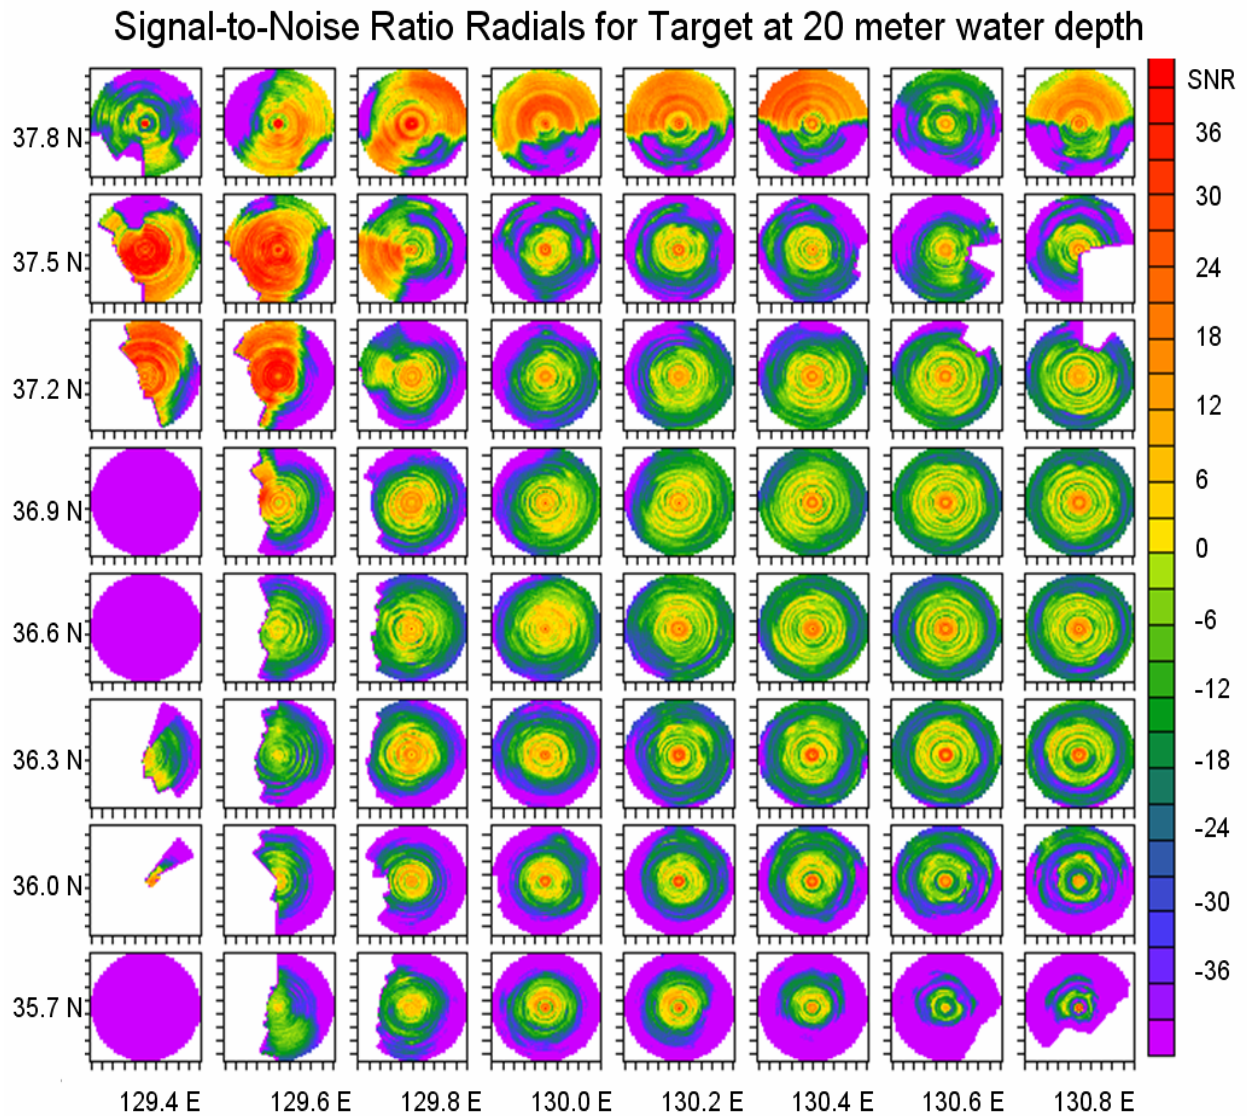 Signal-to-Noise Ratio Radials for Target at 20 meter water depth
SNR
36
30
24
18
12
6
0
-6
-12
-18
-24
-30
-36
37.8 N
37.5 N
37.2 N
36.9 N
36.6 N
36.3 N
36.0 N
35.7 N
129.4 E 129.6 E 129.8 E 130.0 E 130.2 E 130.4 E 130.6 E 130.8 E